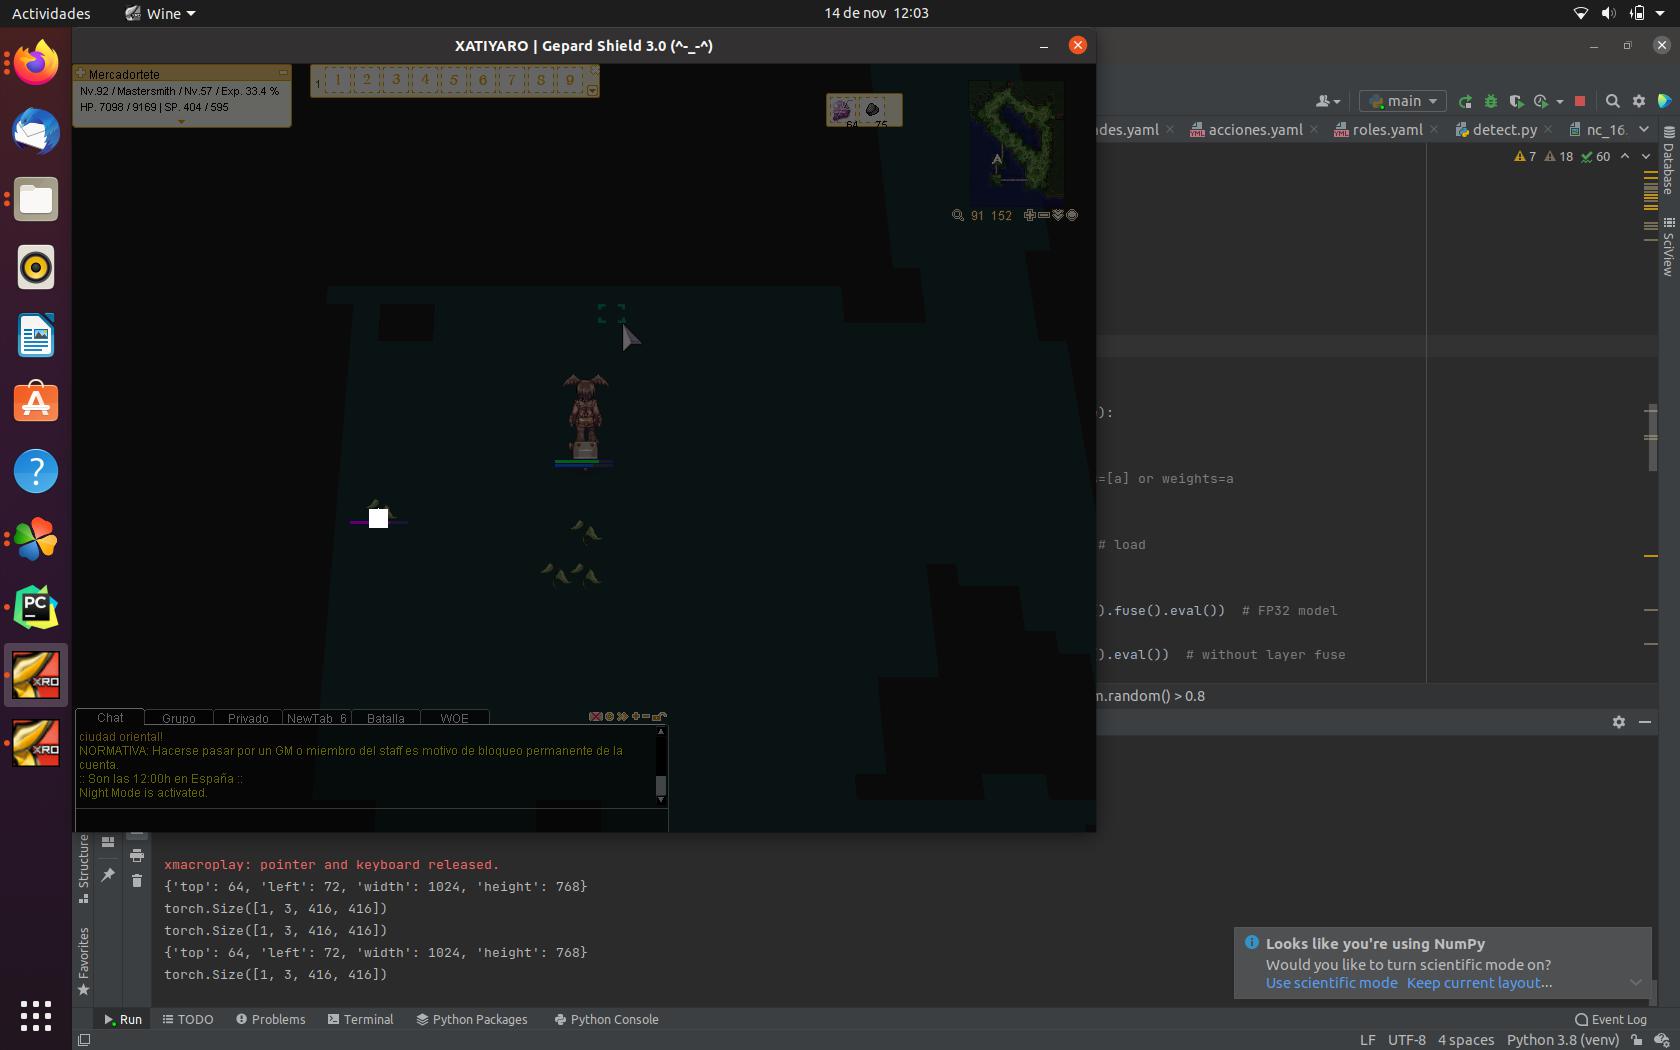 Actividades
Wine
14 de nov 12:03
XATIYARO | Gepard Shield 3.0 (^-_-^)
Mercadortete
Nv.92 / Mastersmith / Nv.57 / Exp. 33.4 %
HP. 7098 / 9169 | SP. 404 / 595
1 1 2 3 4 5 6 7 8 9
64 75
91 152
main
des.yaml
acciones.yaml
roles.yaml
detect.py
nc_16.
7 18 60
Database
SciView
):
=[a] or weights=a
# load
).fuse().eval()) # FP32 model
).eval()) # without layer fuse
m.random() > 0.8
PC
XRO
XRO
Chat Grupo Privado NewTab_6 Batalla WOE
ciudad oriental!
NORMATIVA: Hacerse pasar por un GM o miembro del staff es motivo de bloqueo permanente de la
cuenta.
:: Son las 12:00h en España ::
Night Mode is activated.
Structure
Favorites
xmacroplay: pointer and keyboard released.
{'top': 64, 'left': 72, 'width': 1024, 'height': 768}
torch.Size([1, 3, 416, 416])
torch.Size([1, 3, 416, 416])
{'top': 64, 'left': 72, 'width': 1024, 'height': 768}
torch.Size([1, 3, 416, 416])
Looks like you're using NumPy
Would you like to turn scientific mode on?
Use scientific mode Keep current layout...
Run TODO Problems Terminal Python Packages Python Console
Event Log
LF UTF-8 4 spaces Python 3.8 (venv)